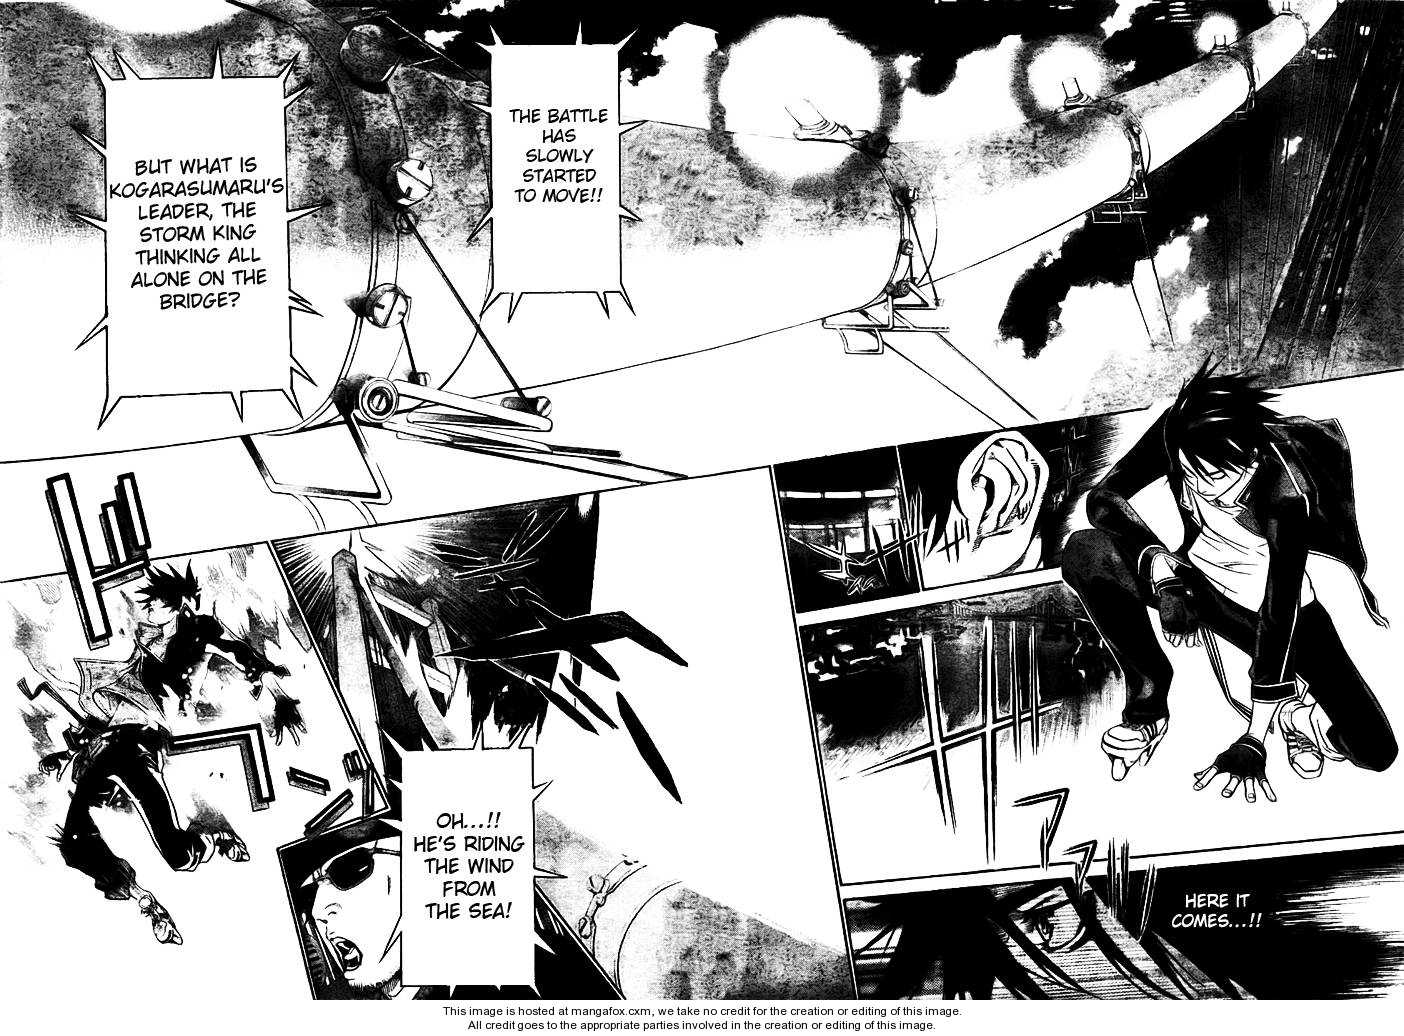 THE BATTLE
HAS
SLOWLY
STARTED
TO MOVE!!
BUT WHAT IS
KOGARASUMARU'S
LEADER, THE
STORM KING
THINKING ALL
ALONE ON THE
BRIDGE?
HERE IT
COMES...!!
OH...!!
HE'S RIDING
THE WIND
FROM
THE SEA!
This image is hosted at mangafox.cxm, we take no credit for the creation or editing of this image.
All credit goes to the appropriate parties involved in the creation or editing of this image.